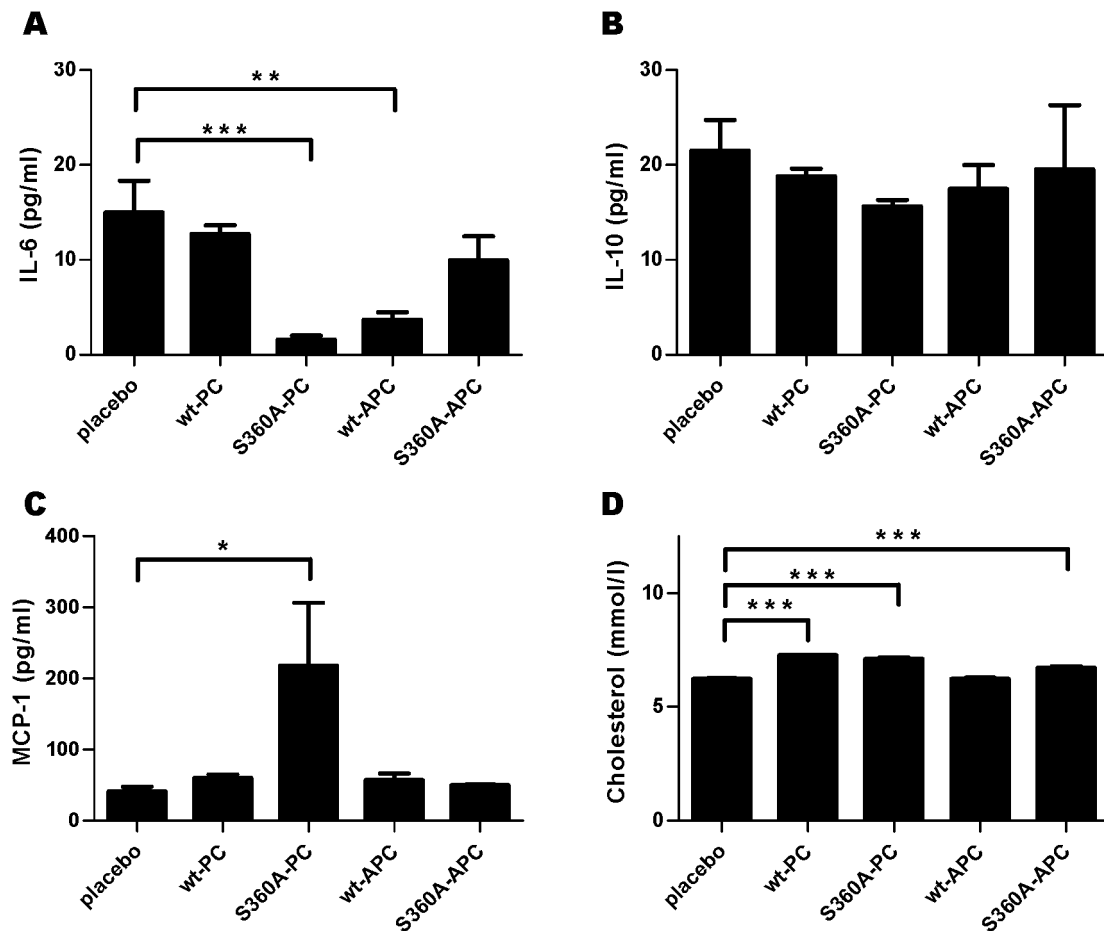 A
IL-6 (pg/ml)
30
20
10
0
* *
* * *
placebo
wt-PC
S360A-PC
wt-APC
S360A-APC
B
IL-10 (pg/ml)
30
20
10
0
placebo
wt-PC
S360A-PC
wt-APC
S360A-APC
C
MCP-1 (pg/ml)
400
300
200
100
0
*
placebo
wt-PC
S360A-PC
wt-APC
S360A-APC
D
Cholesterol (mmol/l)
10
5
0
* * *
* * *
* * *
placebo
wt-PC
S360A-PC
wt-APC
S360A-APC